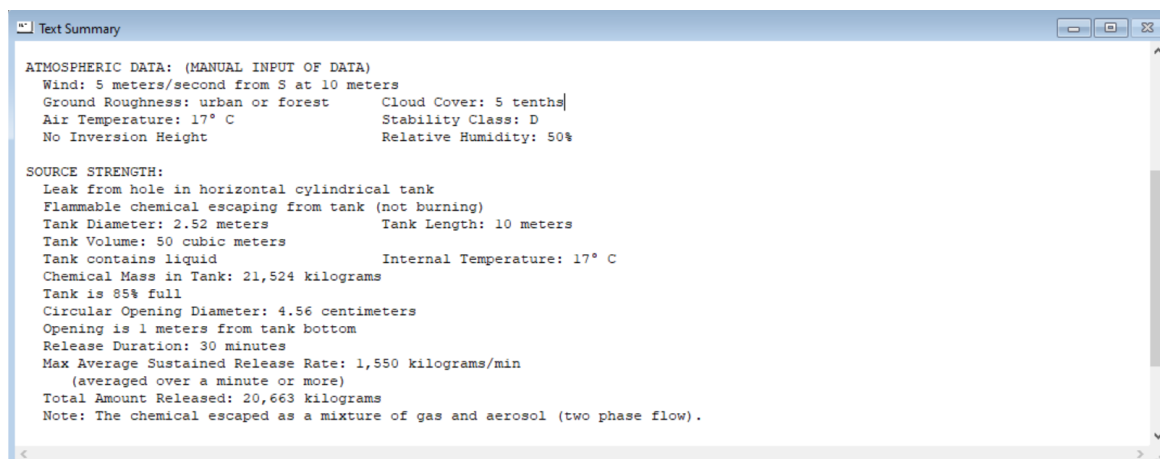 Text Summary
ATMOSPHERIC DATA: (MANUAL INPUT OF DATA)
Wind: 5 meters/second from S at 10 meters
Ground Roughness: urban or forest Cloud Cover: 5 tenths
Air Temperature: 17° C Stability Class: D
No Inversion Height Relative Humidity: 50%
SOURCE STRENGTH:
Leak from hole in horizontal cylindrical tank
Flammable chemical escaping from tank (not burning)
Tank Diameter: 2.52 meters Tank Length: 10 meters
Tank Volume: 50 cubic meters
Tank contains liquid Internal Temperature: 17° C
Chemical Mass in Tank: 21,524 kilograms
Tank is 85% full
Circular Opening Diameter: 4.56 centimeters
Opening is 1 meters from tank bottom
Release Duration: 30 minutes
Max Average Sustained Release Rate: 1,550 kilograms/min
(averaged over a minute or more)
Total Amount Released: 20,663 kilograms
Note: The chemical escaped as a mixture of gas and aerosol (two phase flow).